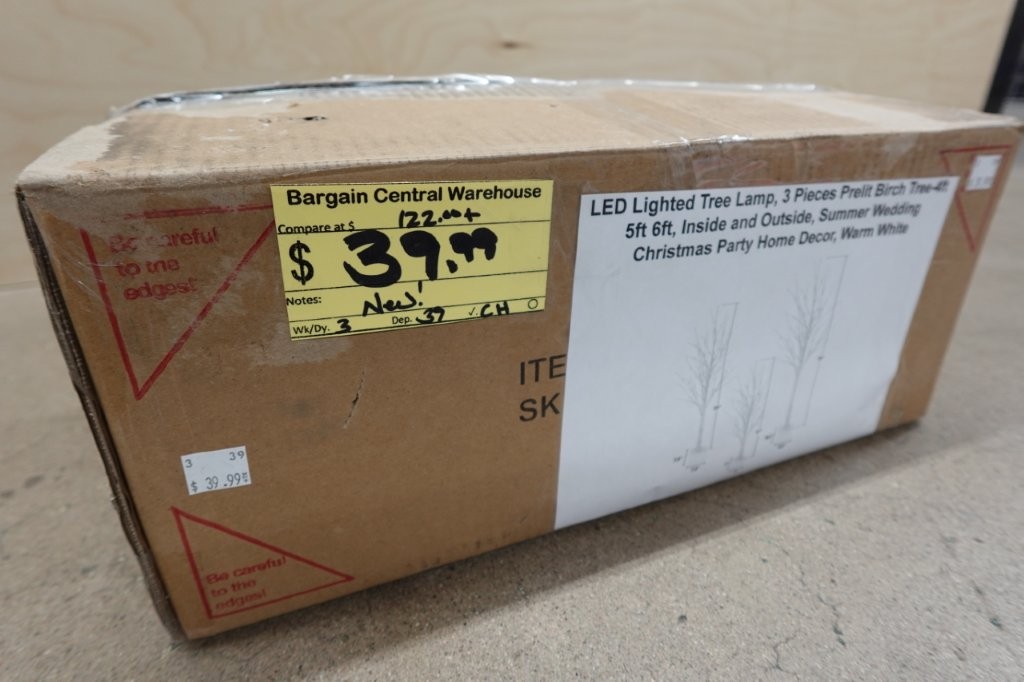 Bargain Central Warehouse
Compare at $ 122.00+
$ 39.99
Notes: New!
Wk/Dy. 3 Dep. 37 ✓. CH
LED Lighted Tree Lamp, 3 Pieces Prelit Birch Tree-4ft
5ft 6ft, Inside and Outside, Summer Wedding
Christmas Party Home Decor, Warm White
Be careful
to the
edges!
ITE
SK
3 39
$ 39.99
Be careful
to the
edges!